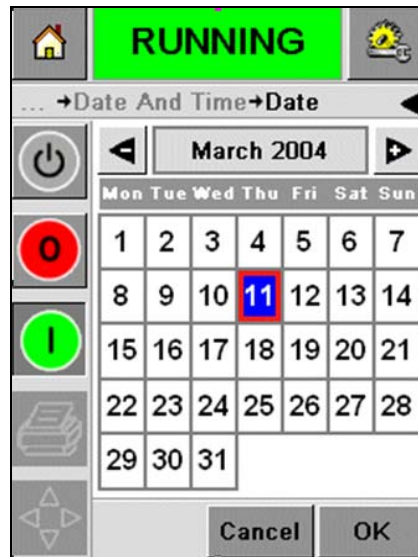 RUNNING
... →Date And Time→Date
March 2004
Mon Tue Wed Thu Fri Sat Sun
1 2 3 4 5 6 7
O
8 9 10 11 12 13 14
I
15 16 17 18 19 20 21
22 23 24 25 26 27 28
29 30 31
Cancel OK